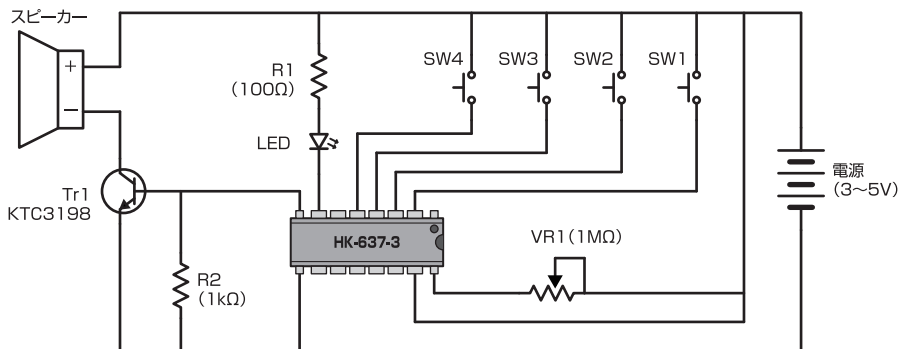 スピーカー
+
−
R1
(100Ω)
LED
SW4
SW3
SW2
SW1
電源
(3〜5V)
Tr1
KTC3198
HK-637-3
VR1(1MΩ)
R2
(1kΩ)